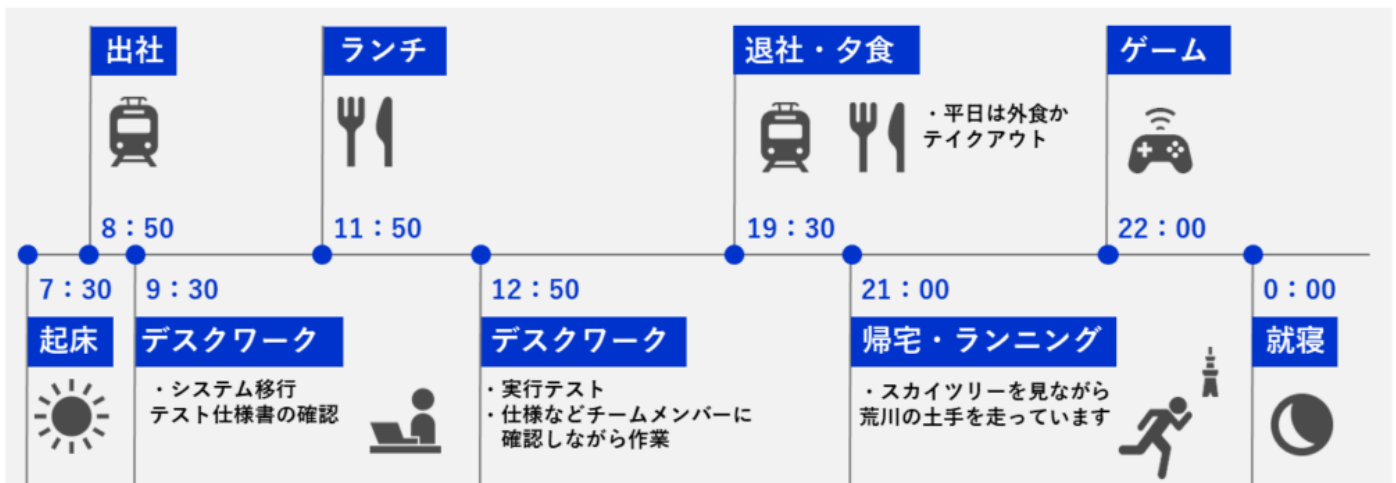 出社
ランチ
退社・夕食
ゲーム
・平日は外食か
テイクアウト
8：50
11：50
19：30
22：00
7：30
9：30
12：50
21：00
0：00
起床
デスクワーク
デスクワーク
帰宅・ランニング
就寝
・システム移行
テスト仕様書の確認
・実行テスト
・仕様などチームメンバーに
確認しながら作業
・スカイツリーを見ながら
荒川の土手を走っています